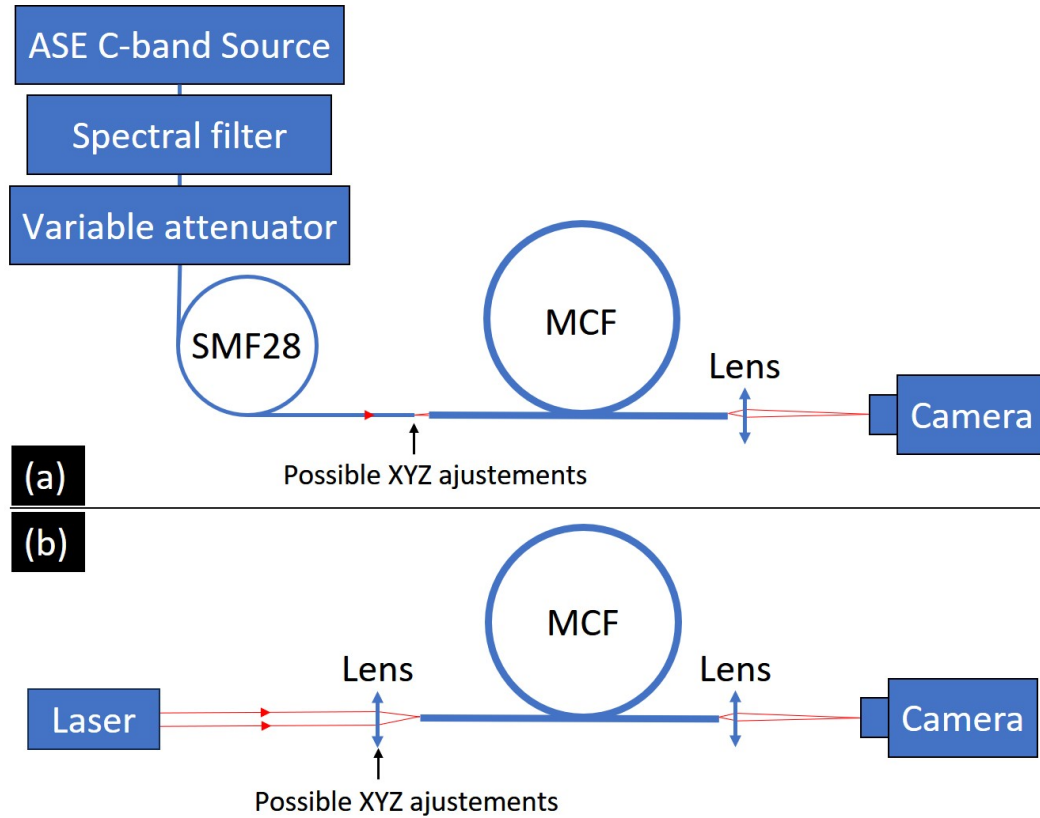 ASE C-band Source
Spectral filter
Variable attenuator
SMF28
MCF
Lens
Camera
Possible XYZ ajustements
(a)
(b)
MCF
Lens
Lens
Laser
Camera
Possible XYZ ajustements